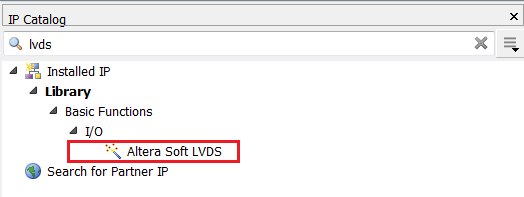 IP Catalog
lvds
Installed IP
Library
Basic Functions
I/O
Altera Soft LVDS
Search for Partner IP